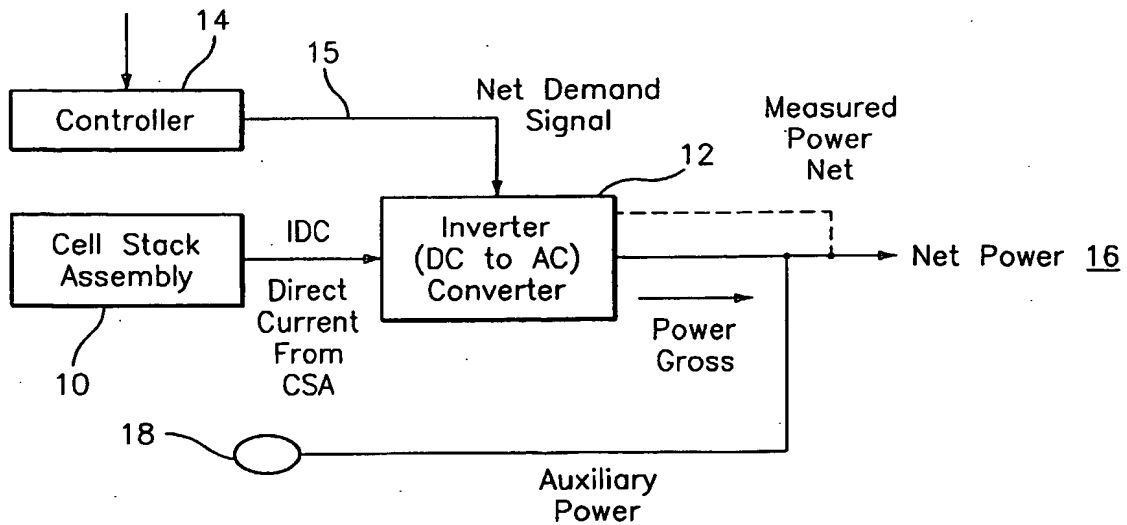 14
Controller
15
Net Demand
Signal
Measured
Power
Net
12
Cell Stack
Assembly
10
IDC
Direct
Current
From
CSA
Inverter
(DC to AC)
Converter
Power
Gross
Net Power 16
18
Auxiliary
Power